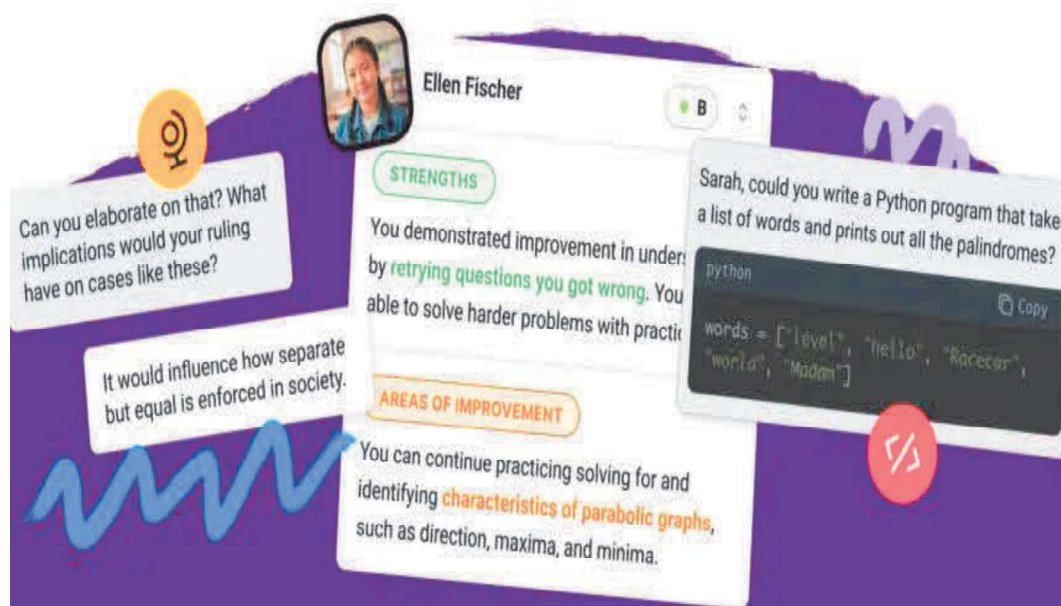 Ellen Fischer
B
STRENGTHS
You demonstrated improvement in
by retrying questions you got wrong. You
able to solve harder problems with
AREAS OF IMPROVEMENT
You can continue practicing solving for and
identifying characteristics of parabolic graphs,
such as direction, maxima, and minima.
Can you elaborate on that? What
implications would your ruling
have on cases like these?
It would influence how separate
but equal is enforced in society.
Sarah, could you write a Python program that take
a list of words and prints out all the palindromes?
python
Copy
words = ["level", "hello", "Racecar",
"world", "Madam"]